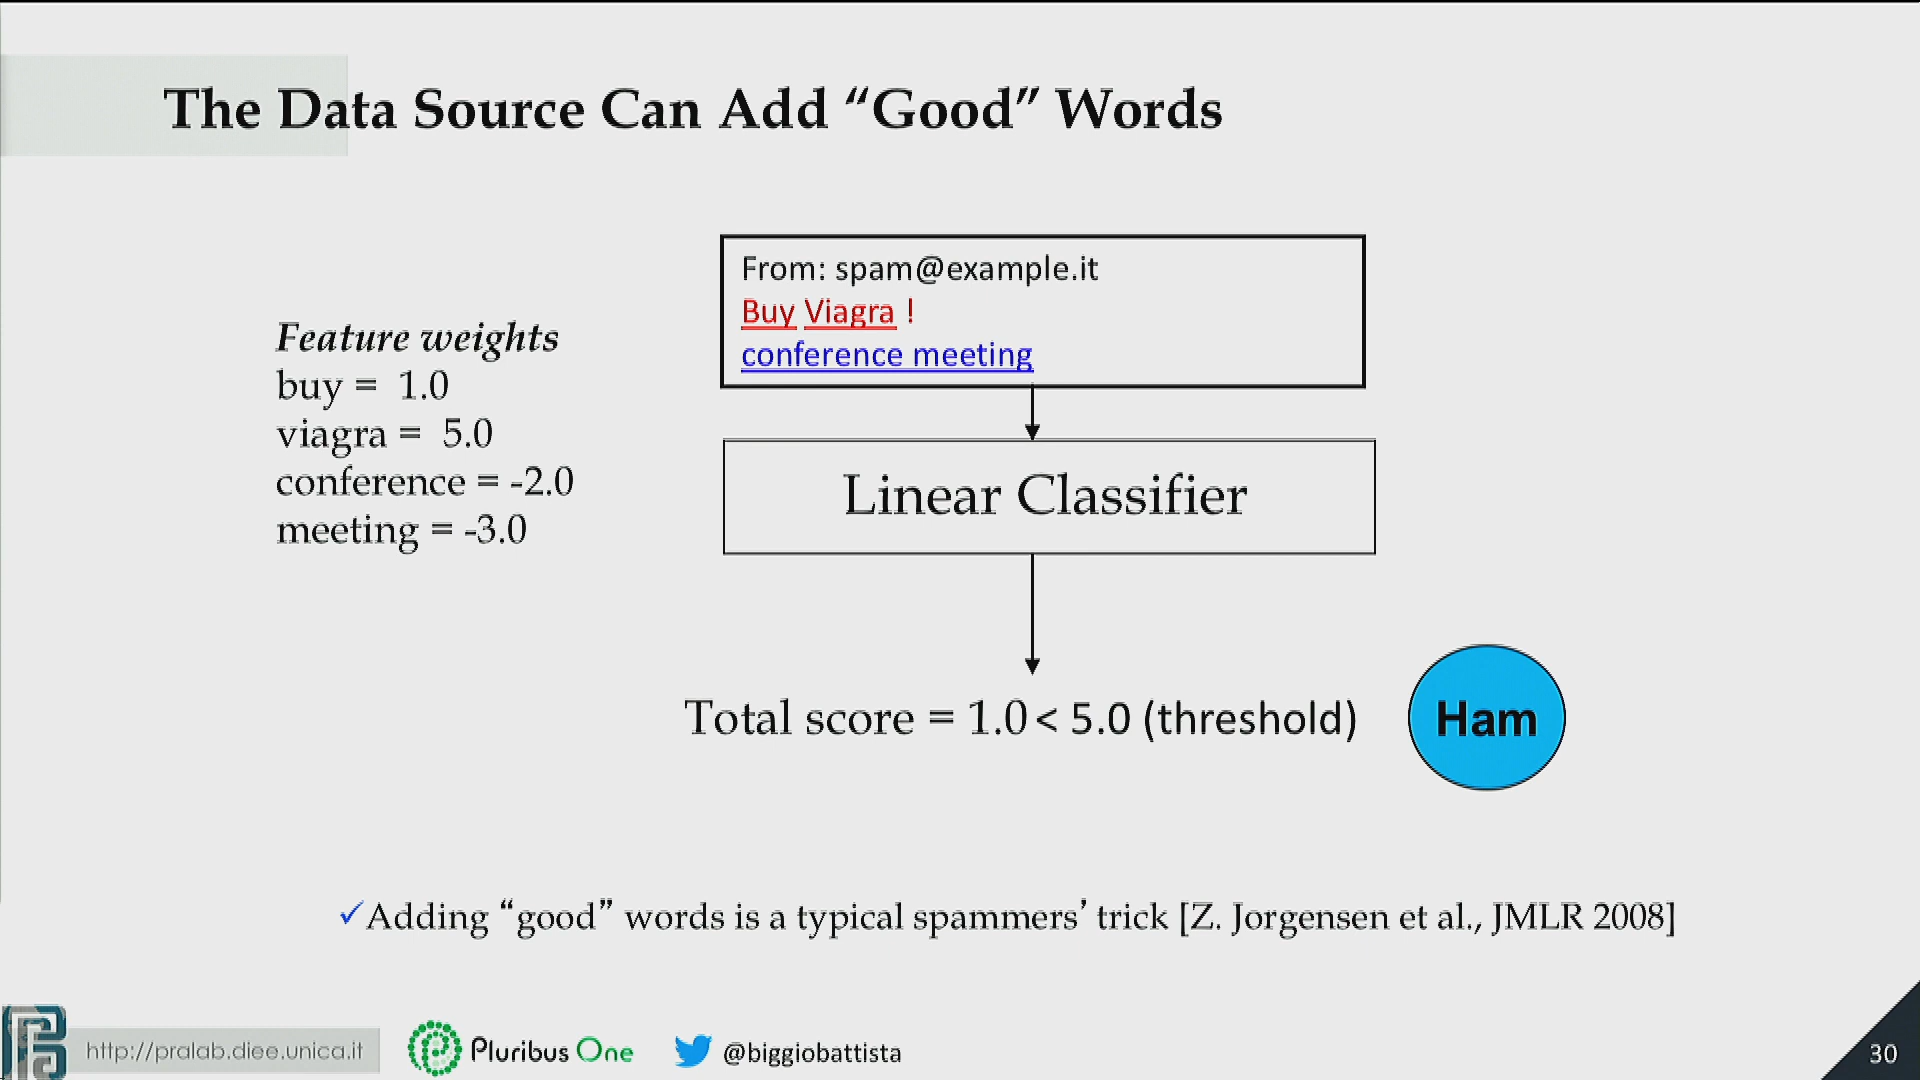 The Data Source Can Add “Good” Words
From: spam@example.it
Buy Viagra !
conference meeting
Feature weights
buy = 1.0
viagra = 5.0
conference = -2.0
meeting = -3.0
Linear Classifier
Total score = 1.0 < 5.0 (threshold)
Ham
✓Adding “good” words is a typical spammers’ trick [Z. Jorgensen et al., JMLR 2008]
http://pralab.diee.unica.it
Pluribus One
@biggiobattista
30